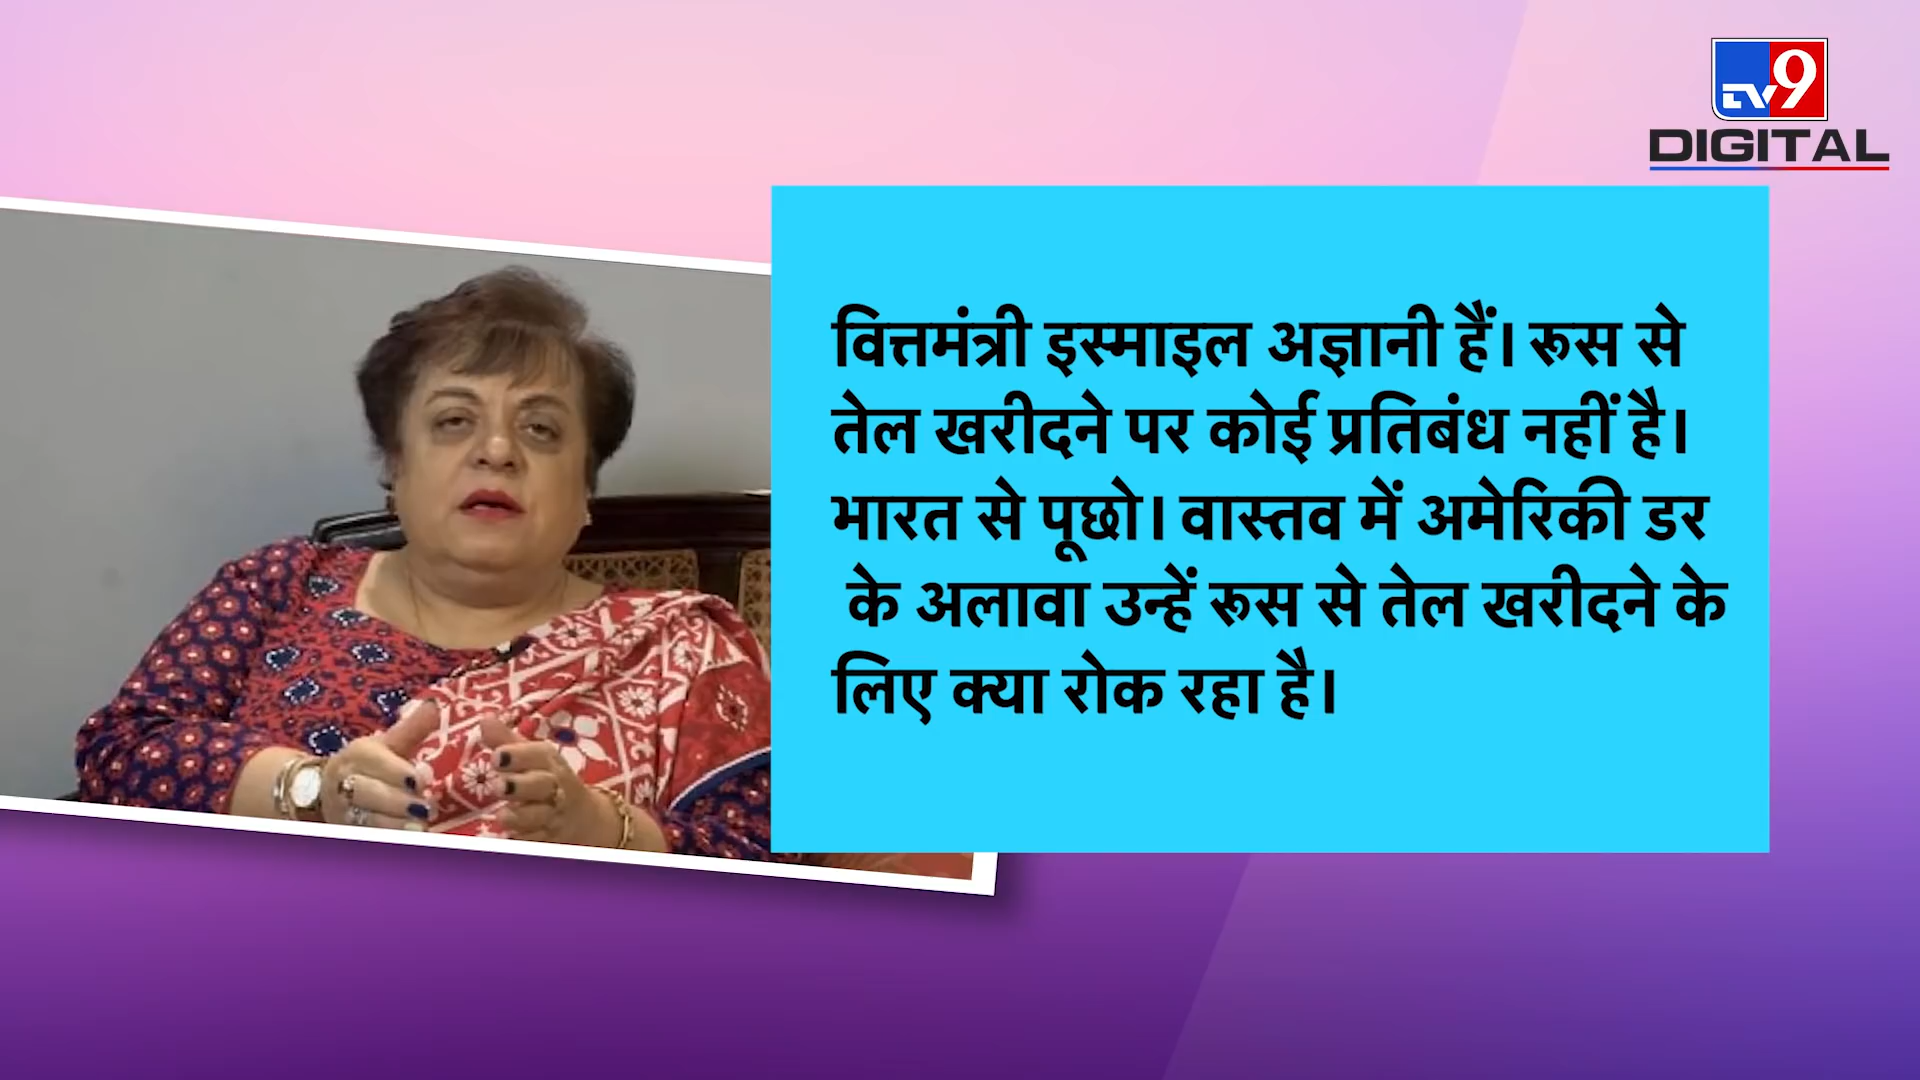 TV9
DIGITAL
वित्तमंत्री इस्माइल अज्ञानी हैं। रूस से
तेल खरीदने पर कोई प्रतिबंध नहीं है।
भारत से पूछो। वास्तव में अमेरिकी डर
के अलावा उन्हें रूस से तेल खरीदने के
लिए क्या रोक रहा है।